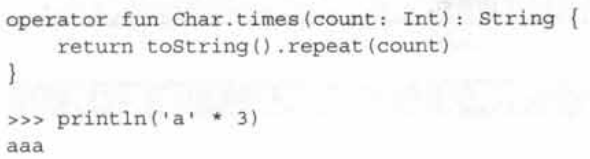 operator fun Char.times(count: Int): String {
    return toString().repeat(count)
}
>>> println('a' * 3)
aaa